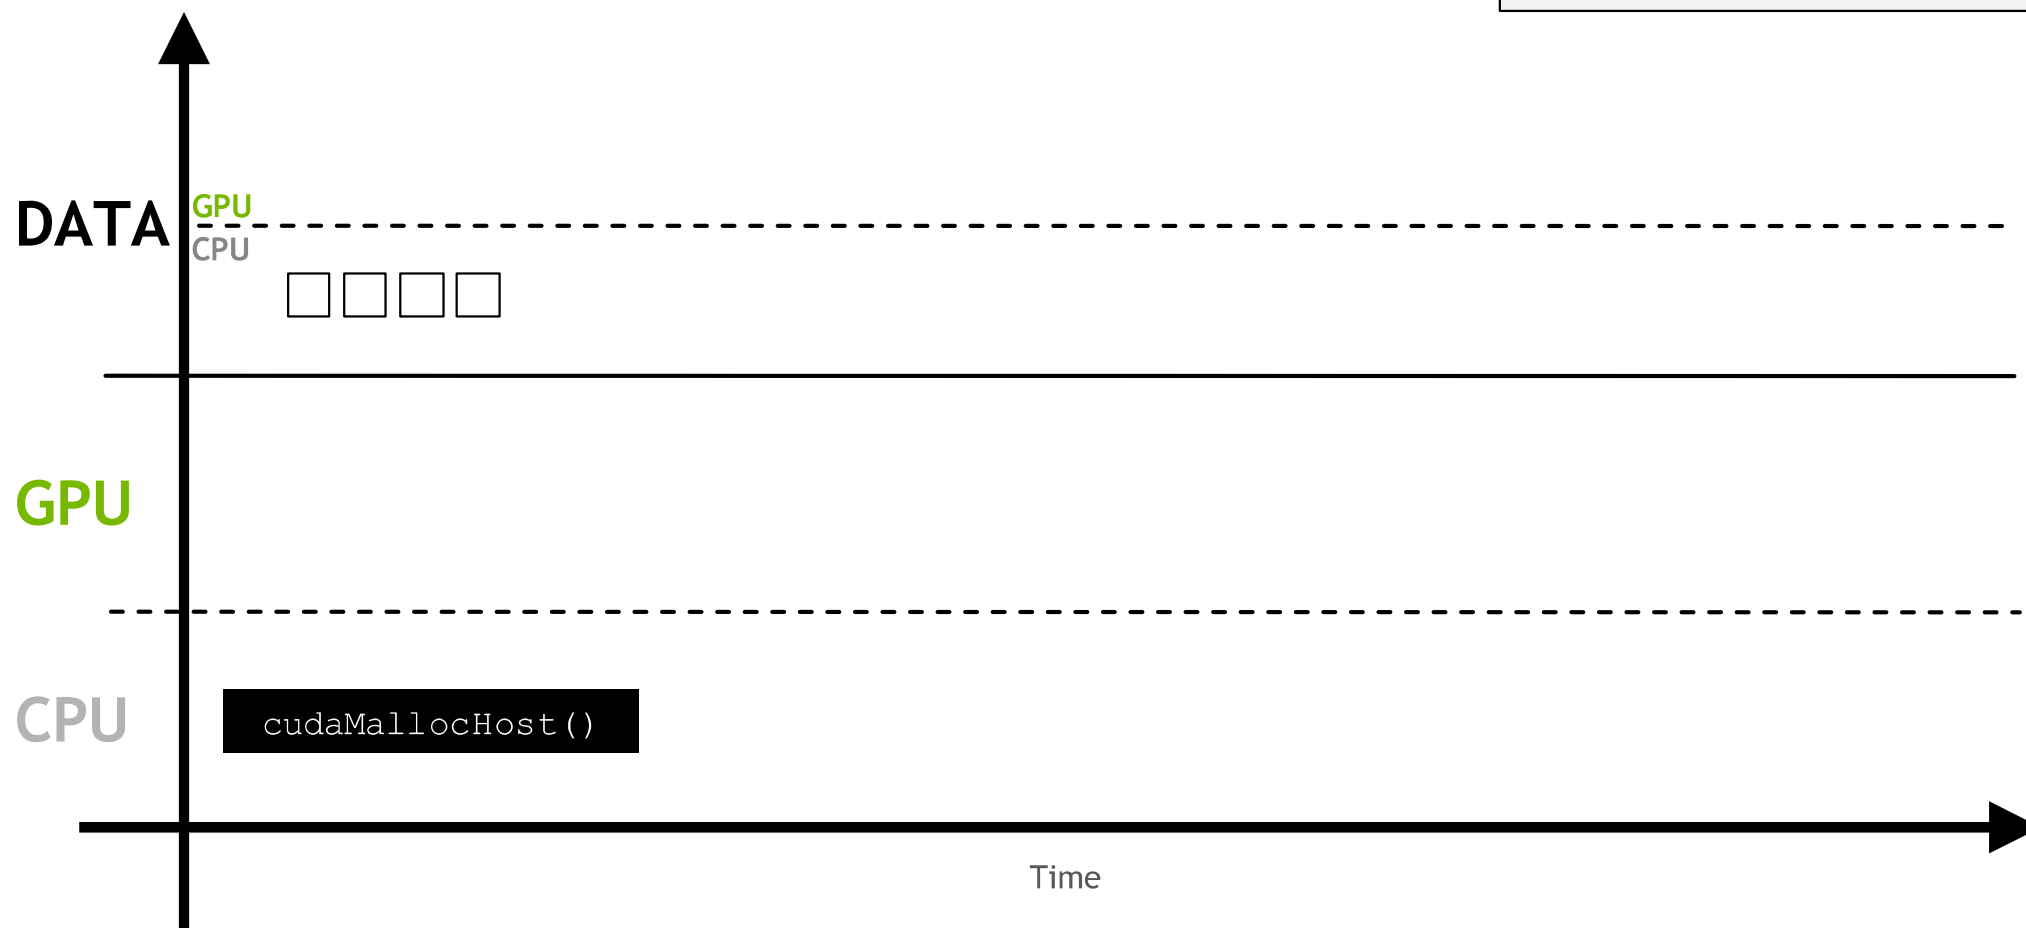 DATA
GPU
CPU
GPU
CPU
cudaMallocHost()
Time